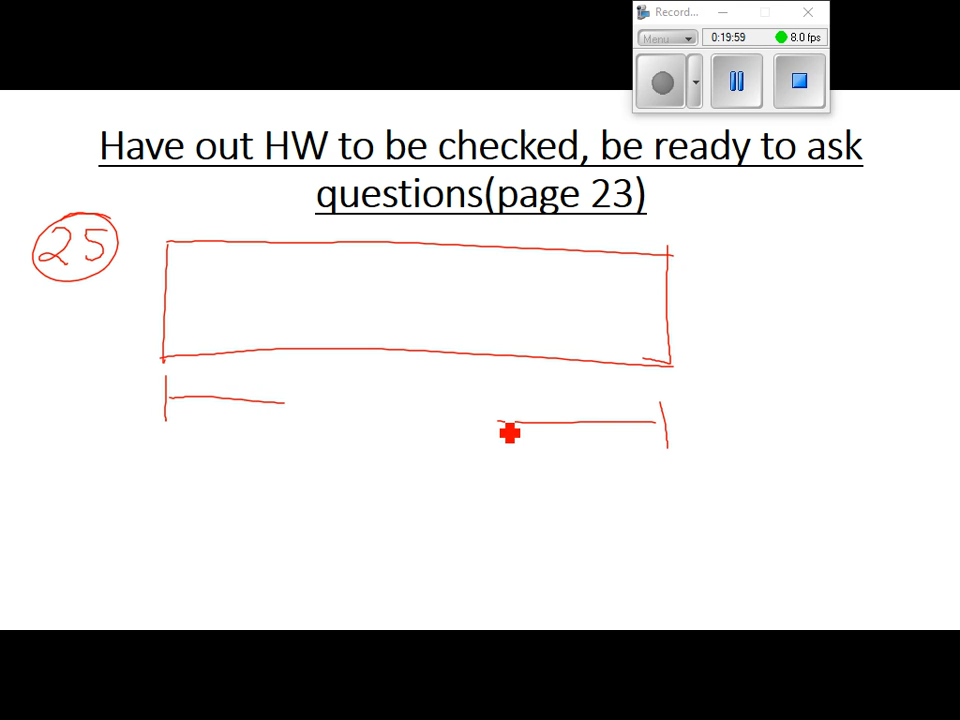 Record...
Menu
0:19:59
8.0 fps
Have out HW to be checked, be ready to ask
questions(page 23)
25